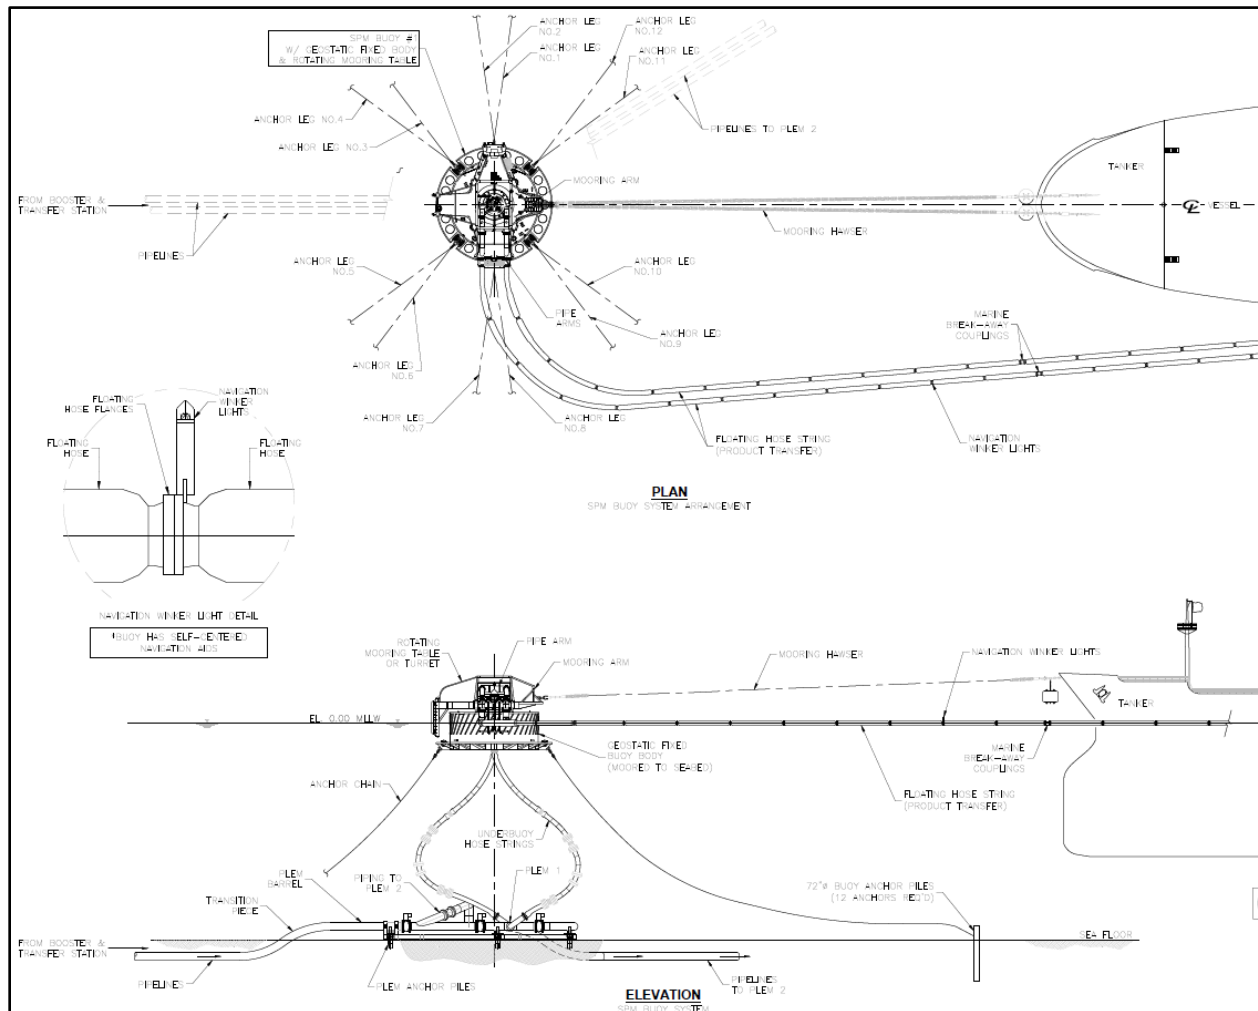 SPM BUOY #1
W/ GEOSTATIC FIXED BODY
& ROTATING MOORING TABLE
ANCHOR LEG
NO.2
ANCHOR LEG
NO.1
ANCHOR LEG
NO.12
ANCHOR LEG
NO.11
ANCHOR LEG NO.4
ANCHOR LEG NO.3
PIPELINES TO PLEM 2
TANKER
MOORING ARM
FROM BOOSTER &
TRANSFER STATION
℄ VESSEL
MOORING HAWSER
PIPELINES
ANCHOR LEG
NO.5
ANCHOR LEG
NO.10
PIPE
ARMS
ANCHOR LEG
NO.9
MARINE
BREAK-AWAY
COUPLINGS
ANCHOR LEG
NO.6
ANCHOR LEG
NO.7
ANCHOR LEG
NO.8
FLOATING HOSE STRING
(PRODUCT TRANSFER)
NAVIGATION
WINKER LIGHTS
FLOATING
HOSE FLANGES
NAVIGATION
WINKER
LIGHTS
FLOATING
HOSE
FLOATING
HOSE
PLAN
SPM BUOY SYSTEM ARRANGEMENT
NAVIGATION WINKER LIGHT DETAIL
*BUOY HAS SELF-CENTERED
NAVIGATION AIDS
ROTATING
MOORING TABLE
OR TURRET
PIPE ARM
MOORING ARM
MOORING HAWSER
NAVIGATION WINKER LIGHTS
TANKER
EL. 0.00 MLLW
GEOSTATIC FIXED
BUOY BODY
(MOORED TO SEABED)
MARINE
BREAK-AWAY
COUPLINGS
ANCHOR CHAIN
FLOATING HOSE STRING
(PRODUCT TRANSFER)
UNDERBUOY
HOSE STRINGS
PLEM
BARREL
PIPING TO
PLEM 2
PLEM 1
72"ø BUOY ANCHOR PILES
(12 ANCHORS REQ'D)
TRANSITION
PIECE
FROM BOOSTER &
TRANSFER STATION
SEA FLOOR
PIPELINES
PLEM ANCHOR PILES
PIPELINES
TO PLEM 2
ELEVATION
SPM BUOY SYSTEM